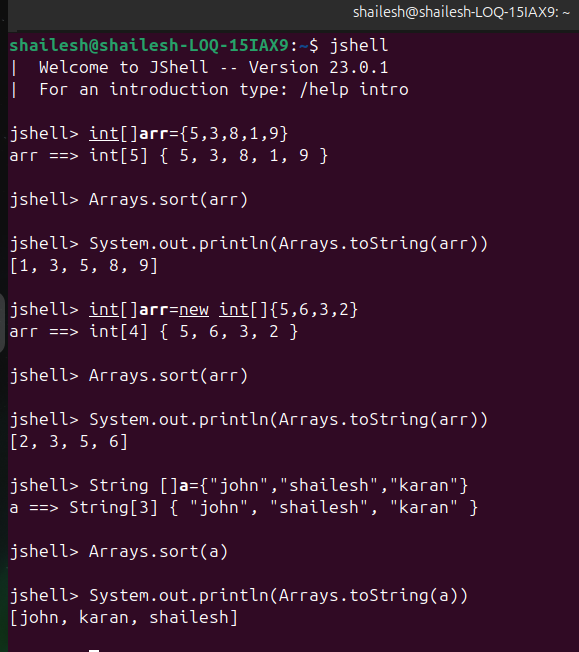 shailesh@shailesh-LOQ-15IAX9: ~
shailesh@shailesh-LOQ-15IAX9:~$ jshell
|  Welcome to JShell -- Version 23.0.1
|  For an introduction type: /help intro
jshell> int[]arr={5,3,8,1,9}
arr ==> int[5] { 5, 3, 8, 1, 9 }
jshell> Arrays.sort(arr)
jshell> System.out.println(Arrays.toString(arr))
[1, 3, 5, 8, 9]
jshell> int[]arr=new int[]{5,6,3,2}
arr ==> int[4] { 5, 6, 3, 2 }
jshell> Arrays.sort(arr)
jshell> System.out.println(Arrays.toString(arr))
[2, 3, 5, 6]
jshell> String []a={"john","shailesh","karan"}
a ==> String[3] { "john", "shailesh", "karan" }
jshell> Arrays.sort(a)
jshell> System.out.println(Arrays.toString(a))
[john, karan, shailesh]